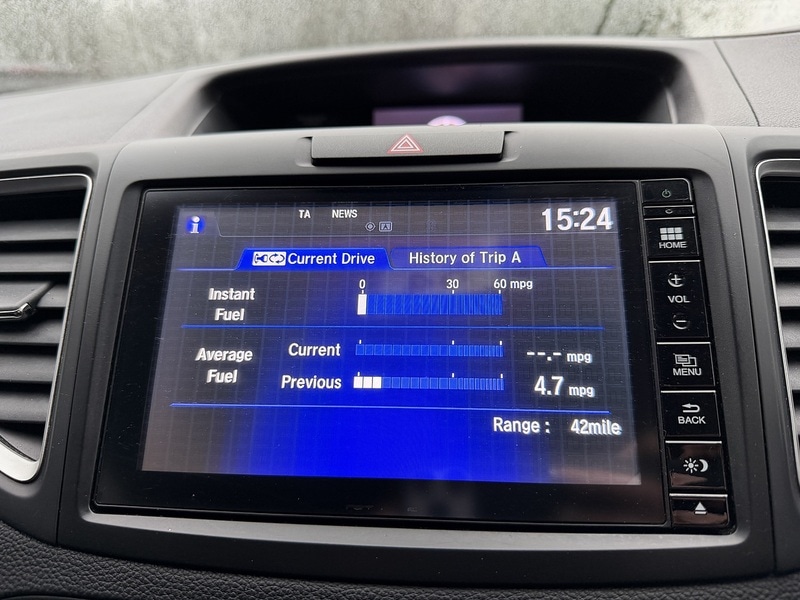 i
TA NEWS
15:24
Current Drive History of Trip A
0 30 60 mpg
Instant
Fuel
Average
Fuel
Current --.- mpg
Previous 4.7 mpg
Range : 42mile
HOME
VOL
MENU
BACK